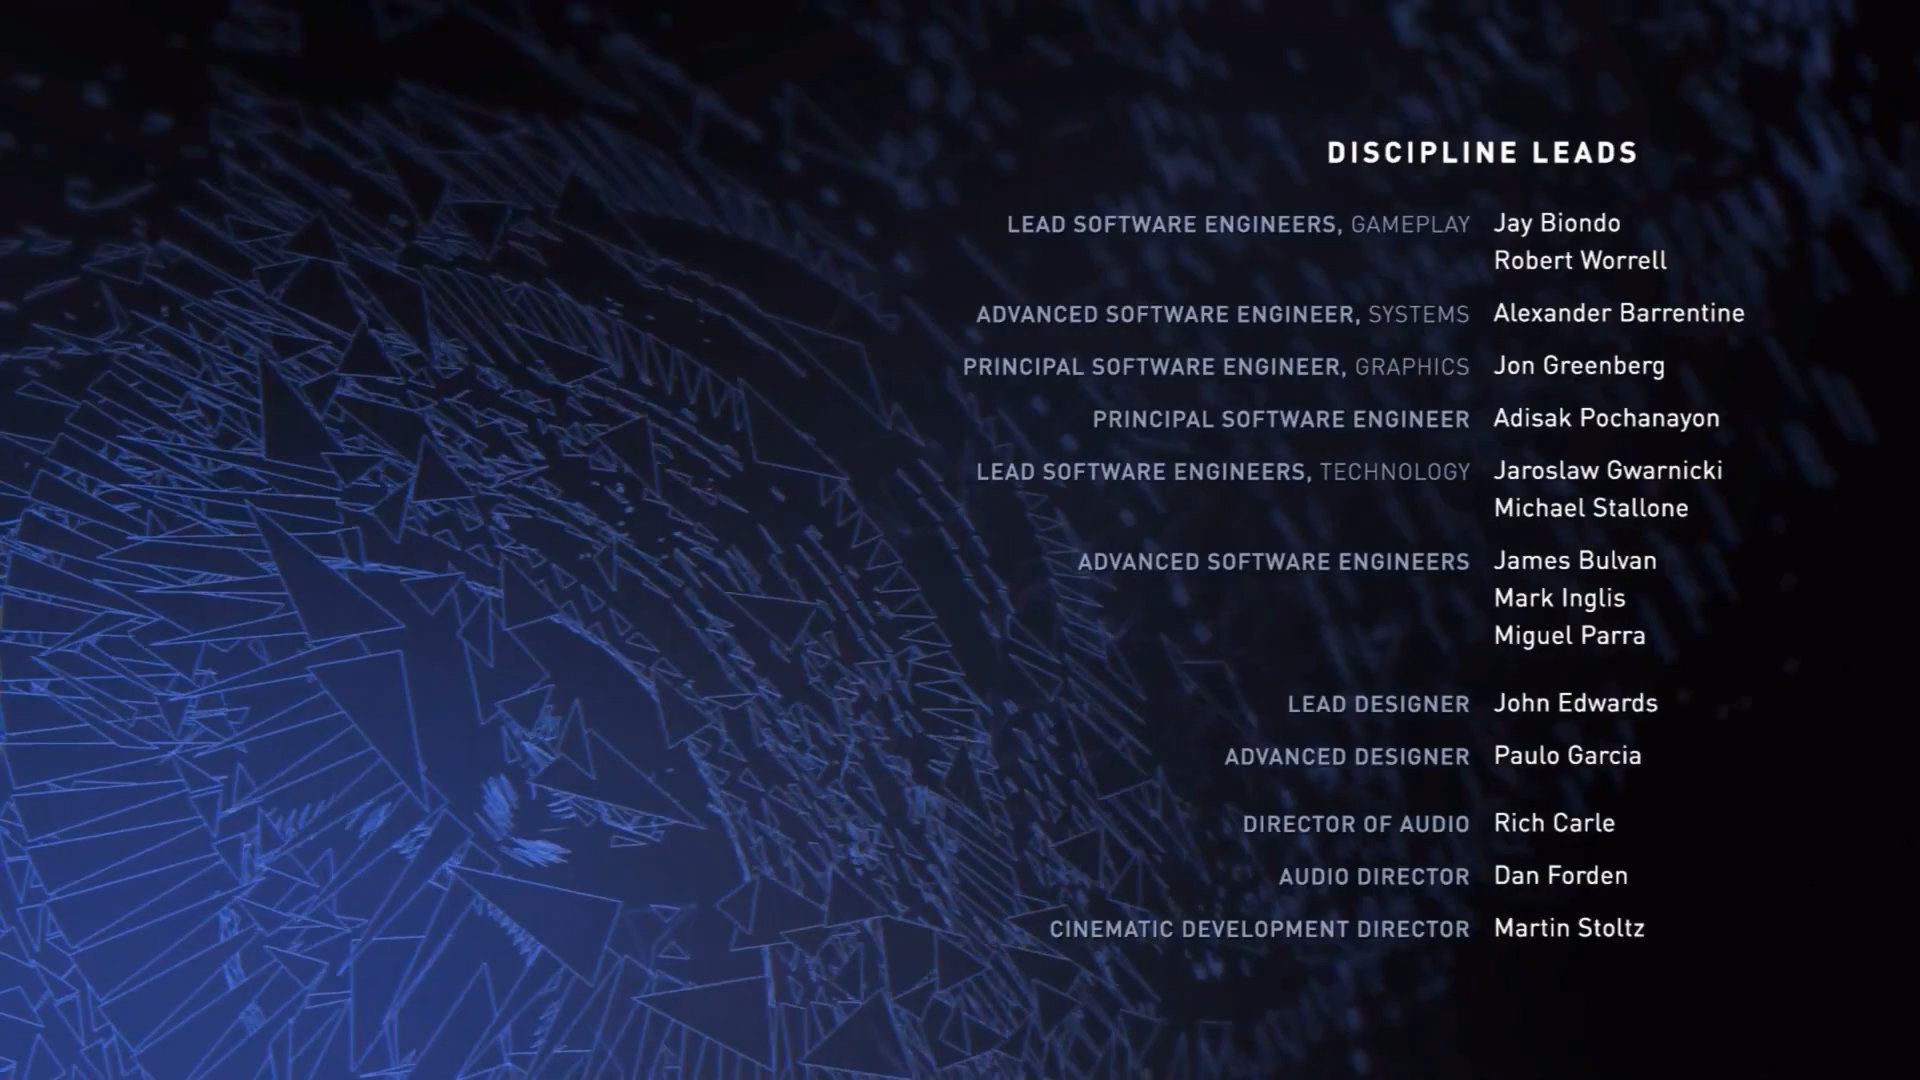 DISCIPLINE LEADS
LEAD SOFTWARE ENGINEERS, GAMEPLAY Jay Biondo
Robert Worrell
ADVANCED SOFTWARE ENGINEER, SYSTEMS Alexander Barrentine
PRINCIPAL SOFTWARE ENGINEER, GRAPHICS Jon Greenberg
PRINCIPAL SOFTWARE ENGINEER Adisak Pochanayon
LEAD SOFTWARE ENGINEERS, TECHNOLOGY Jaroslaw Gwarnicki
Michael Stallone
ADVANCED SOFTWARE ENGINEERS James Bulvan
Mark Inglis
Miguel Parra
LEAD DESIGNER John Edwards
ADVANCED DESIGNER Paulo Garcia
DIRECTOR OF AUDIO Rich Carle
AUDIO DIRECTOR Dan Forden
CINEMATIC DEVELOPMENT DIRECTOR Martin Stoltz